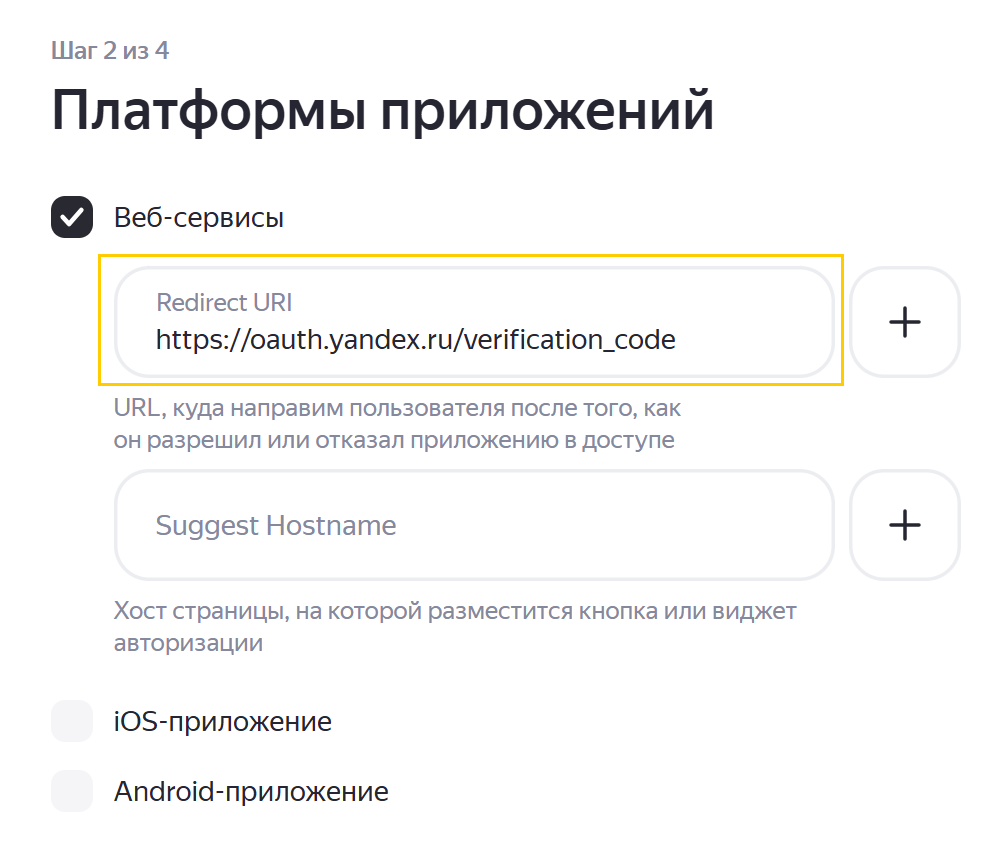 Шаг 2 из 4
Платформы приложений
Веб-сервисы
Redirect URI
https://oauth.yandex.ru/verification_code
URL, куда направим пользователя после того, как
он разрешил или отказал приложению в доступе
Suggest Hostname
Хост страницы, на которой разместится кнопка или виджет
авторизации
iOS-приложение
Android-приложение